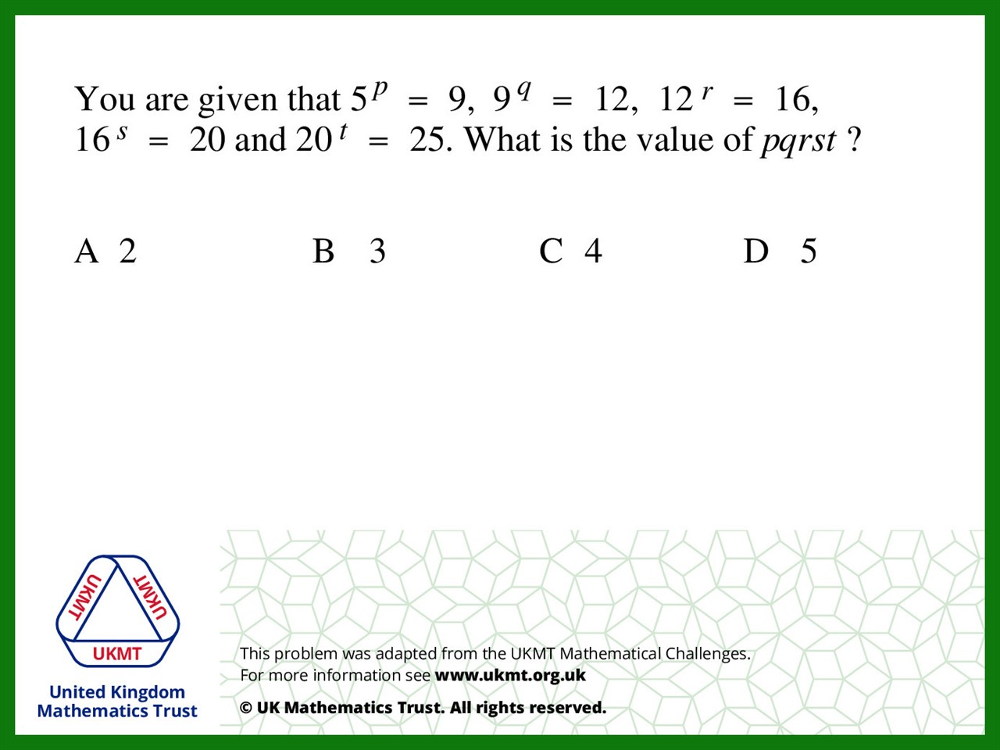 You are given that 5^p = 9, 9^q = 12, 12^r = 16,
16^s = 20 and 20^t = 25. What is the value of pqrst ?
A 2 B 3 C 4 D 5
UKMT UKMT
UKMT
United Kingdom
Mathematics Trust
This problem was adapted from the UKMT Mathematical Challenges.
For more information see www.ukmt.org.uk
© UK Mathematics Trust. All rights reserved.